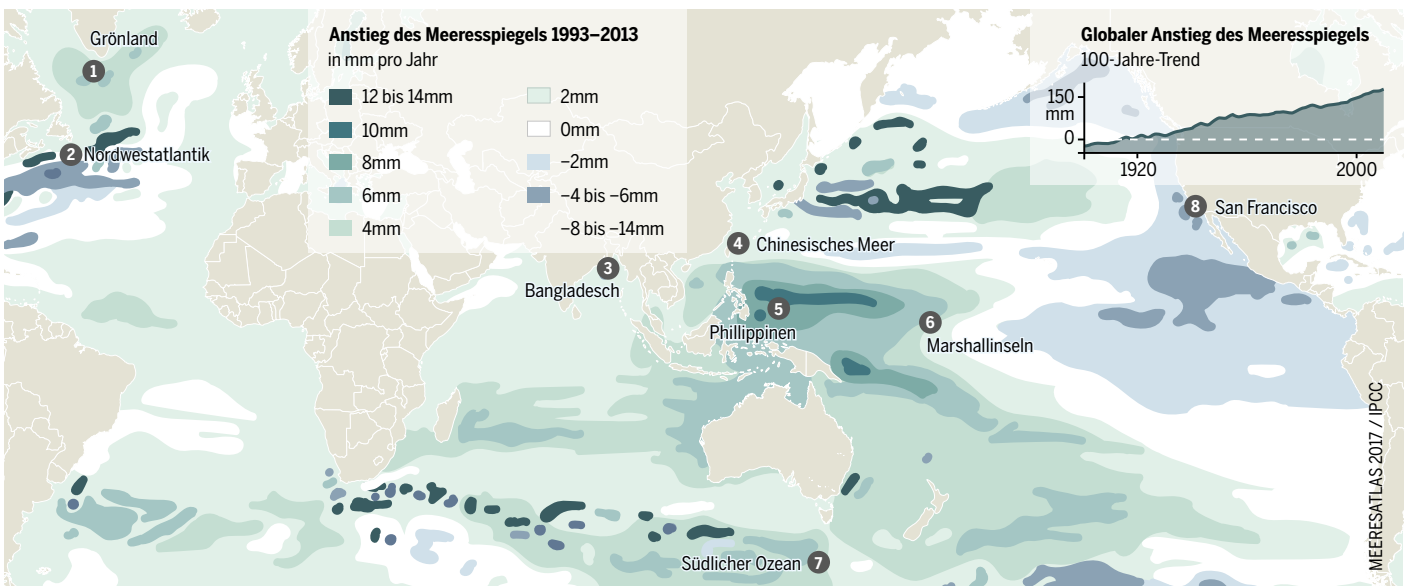 Anstieg des Meeresspiegels 1993–2013
in mm pro Jahr
12 bis 14mm
10mm
8mm
6mm
4mm
2mm
0mm
–2mm
–4 bis –6mm
–8 bis –14mm
Globaler Anstieg des Meeresspiegels
100-Jahre-Trend
150
mm
0
1920
2000
Grönland
1
2 Nordwestatlantik
3
Bangladesch
4 Chinesisches Meer
5
Phillippinen
6
Marshallinseln
Südlicher Ozean 7
8 San Francisco
MEERESATLAS 2017 / IPCC